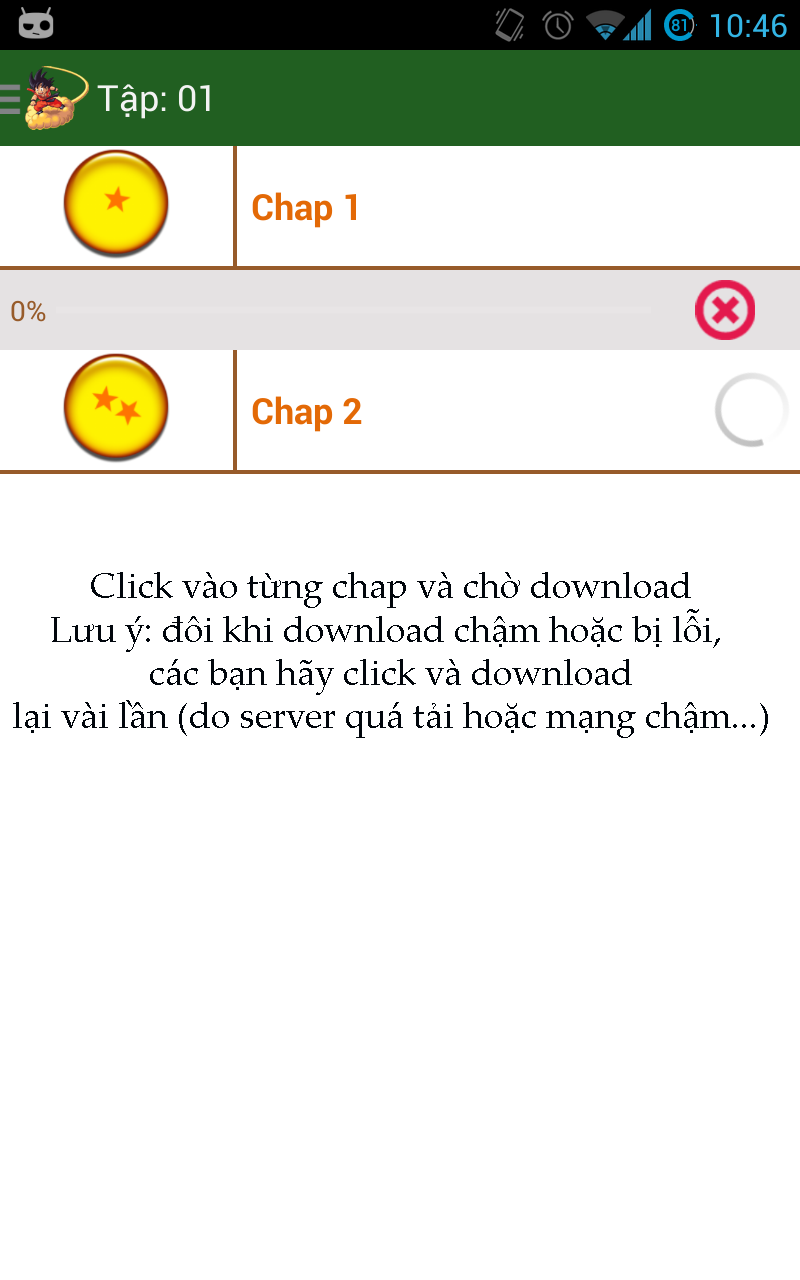 81
10:46
Tập: 01
Chap 1
0%
Chap 2
Click vào từng chap và chờ download
Lưu ý: đôi khi download chậm hoặc bị lỗi,
các bạn hãy click và download
lại vài lần (do server quá tải hoặc mạng chậm...)